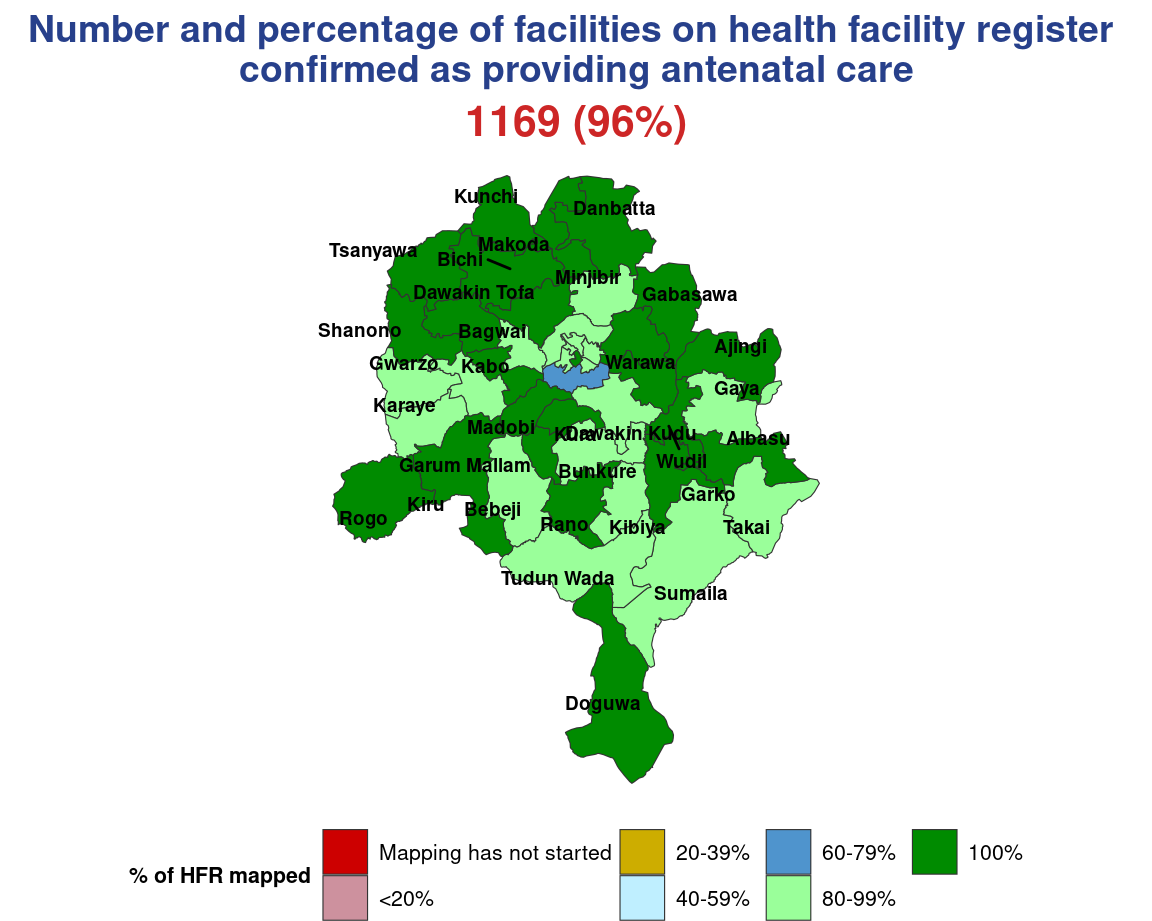 Number and percentage of facilities on health facility register
confirmed as providing antenatal care
1169 (96%)
Kunchi
Danbatta
Makoda
Tsanyawa
Bichi
Minjibir
Dawakin Tofa
Gabasawa
Shanono
Bagwai
Ajingi
Gwarzo
Kabo
Warawa
Gaya
Karaye
Madobi
Kura
Dawakin Kudu
Albasu
Garum Mallam
Wudil
Bunkure
Kiru
Bebeji
Garko
Rogo
Rano
Kibiya
Takai
Tudun Wada
Sumaila
Doguwa
% of HFR mapped
Mapping has not started
<20%
20-39%
40-59%
60-79%
80-99%
100%